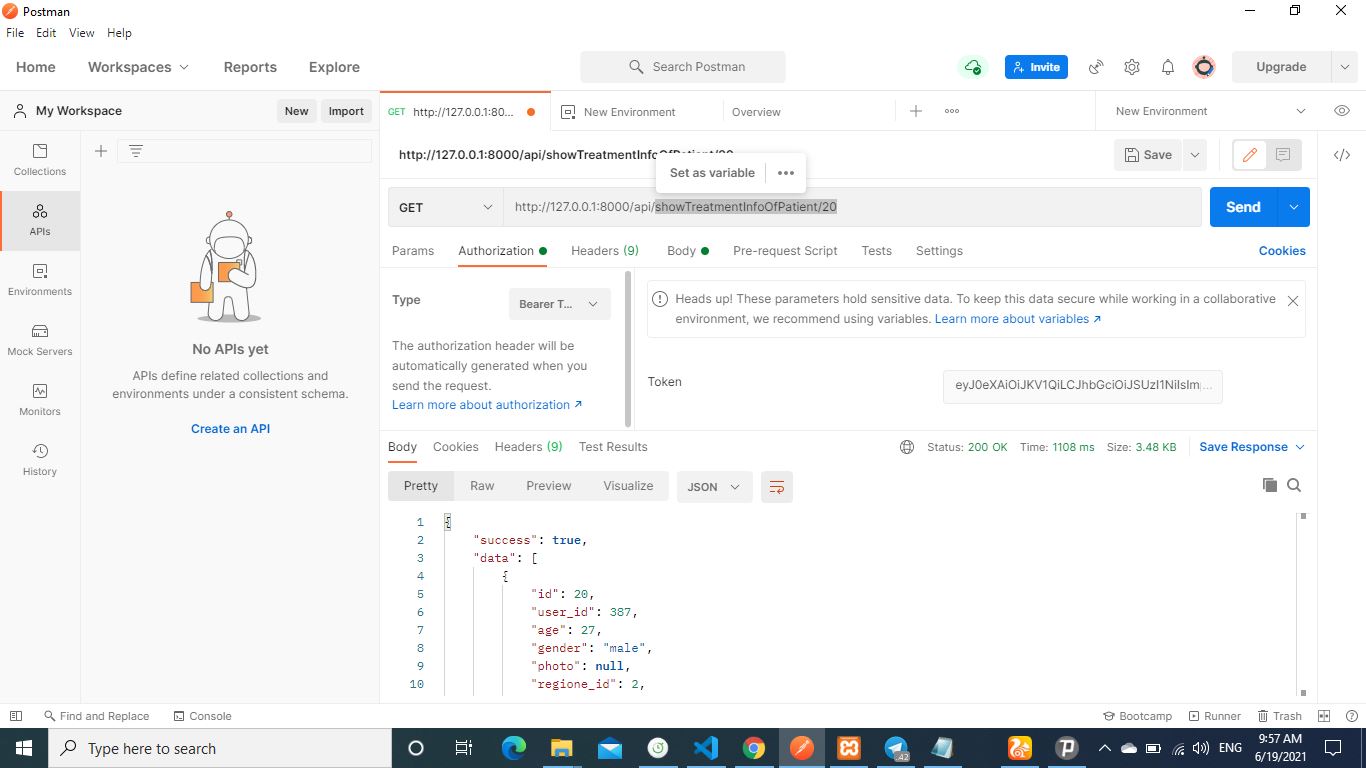 Postman
File Edit View Help
Home Workspaces Reports Explore Search Postman Invite Upgrade
My Workspace New Import
GET http://127.0.0.1:80... New Environment Overview New Environment
Collections
APIs
Environments
Mock Servers
Monitors
History
No APIs yet
APIs define related collections and
environments under a consistent schema.
Create an API
http://127.0.0.1:8000/api/showTreatmentInfoOfPatient/20 Save
Set as variable
GET http://127.0.0.1:8000/api/showTreatmentInfoOfPatient/20 Send
Params Authorization Headers (9) Body Pre-request Script Tests Settings Cookies
Type Bearer T...
The authorization header will be
automatically generated when you
send the request.
Learn more about authorization ↗
Heads up! These parameters hold sensitive data. To keep this data secure while working in a collaborative
environment, we recommend using variables. Learn more about variables ↗
Token
Body Cookies Headers (9) Test Results Status: 200 OK Time: 1108 ms Size: 3.48 KB Save Response
Pretty Raw Preview Visualize JSON
1 {
2 "success": true,
3 "data": [
4 {
5 "id": 20,
6 "user_id": 387,
7 "age": 27,
8 "gender": "male",
9 "photo": null,
10 "regione_id": 2,
Find and Replace Console Bootcamp Runner Trash
Type here to search
42
ENG
9:57 AM
6/19/2021